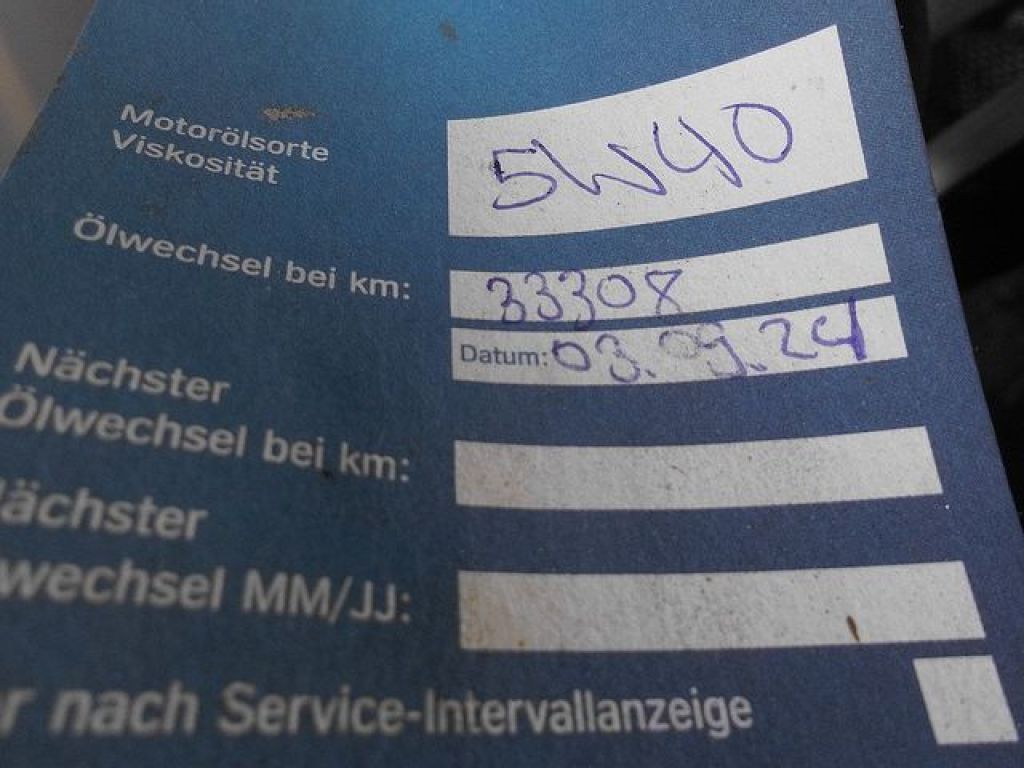 Motorölsorte
Viskosität
5W40
Ölwechsel bei km:
33308
Datum: 03.09.24
Nächster
Ölwechsel bei km:
Nächster
wechsel MM/JJ:
r nach Service-Intervallanzeige